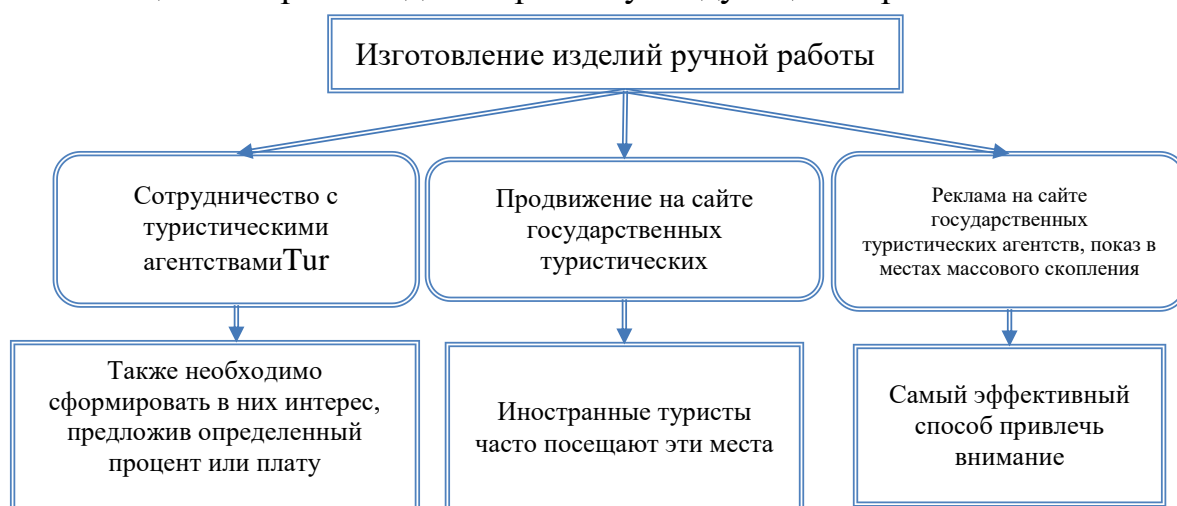 Изготовление изделий ручной работы
Сотрудничество с
туристическими
агентствамиTur
Продвижение на сайте
государственных
туристических
Реклама на сайте
государственных
туристических агентств, показ в
местах массового скопления
Также необходимо
сформировать в них интерес,
предложив определенный
процент или плату
Иностранные туристы
часто посещают эти места
Самый эффективный
способ привлечь
внимание